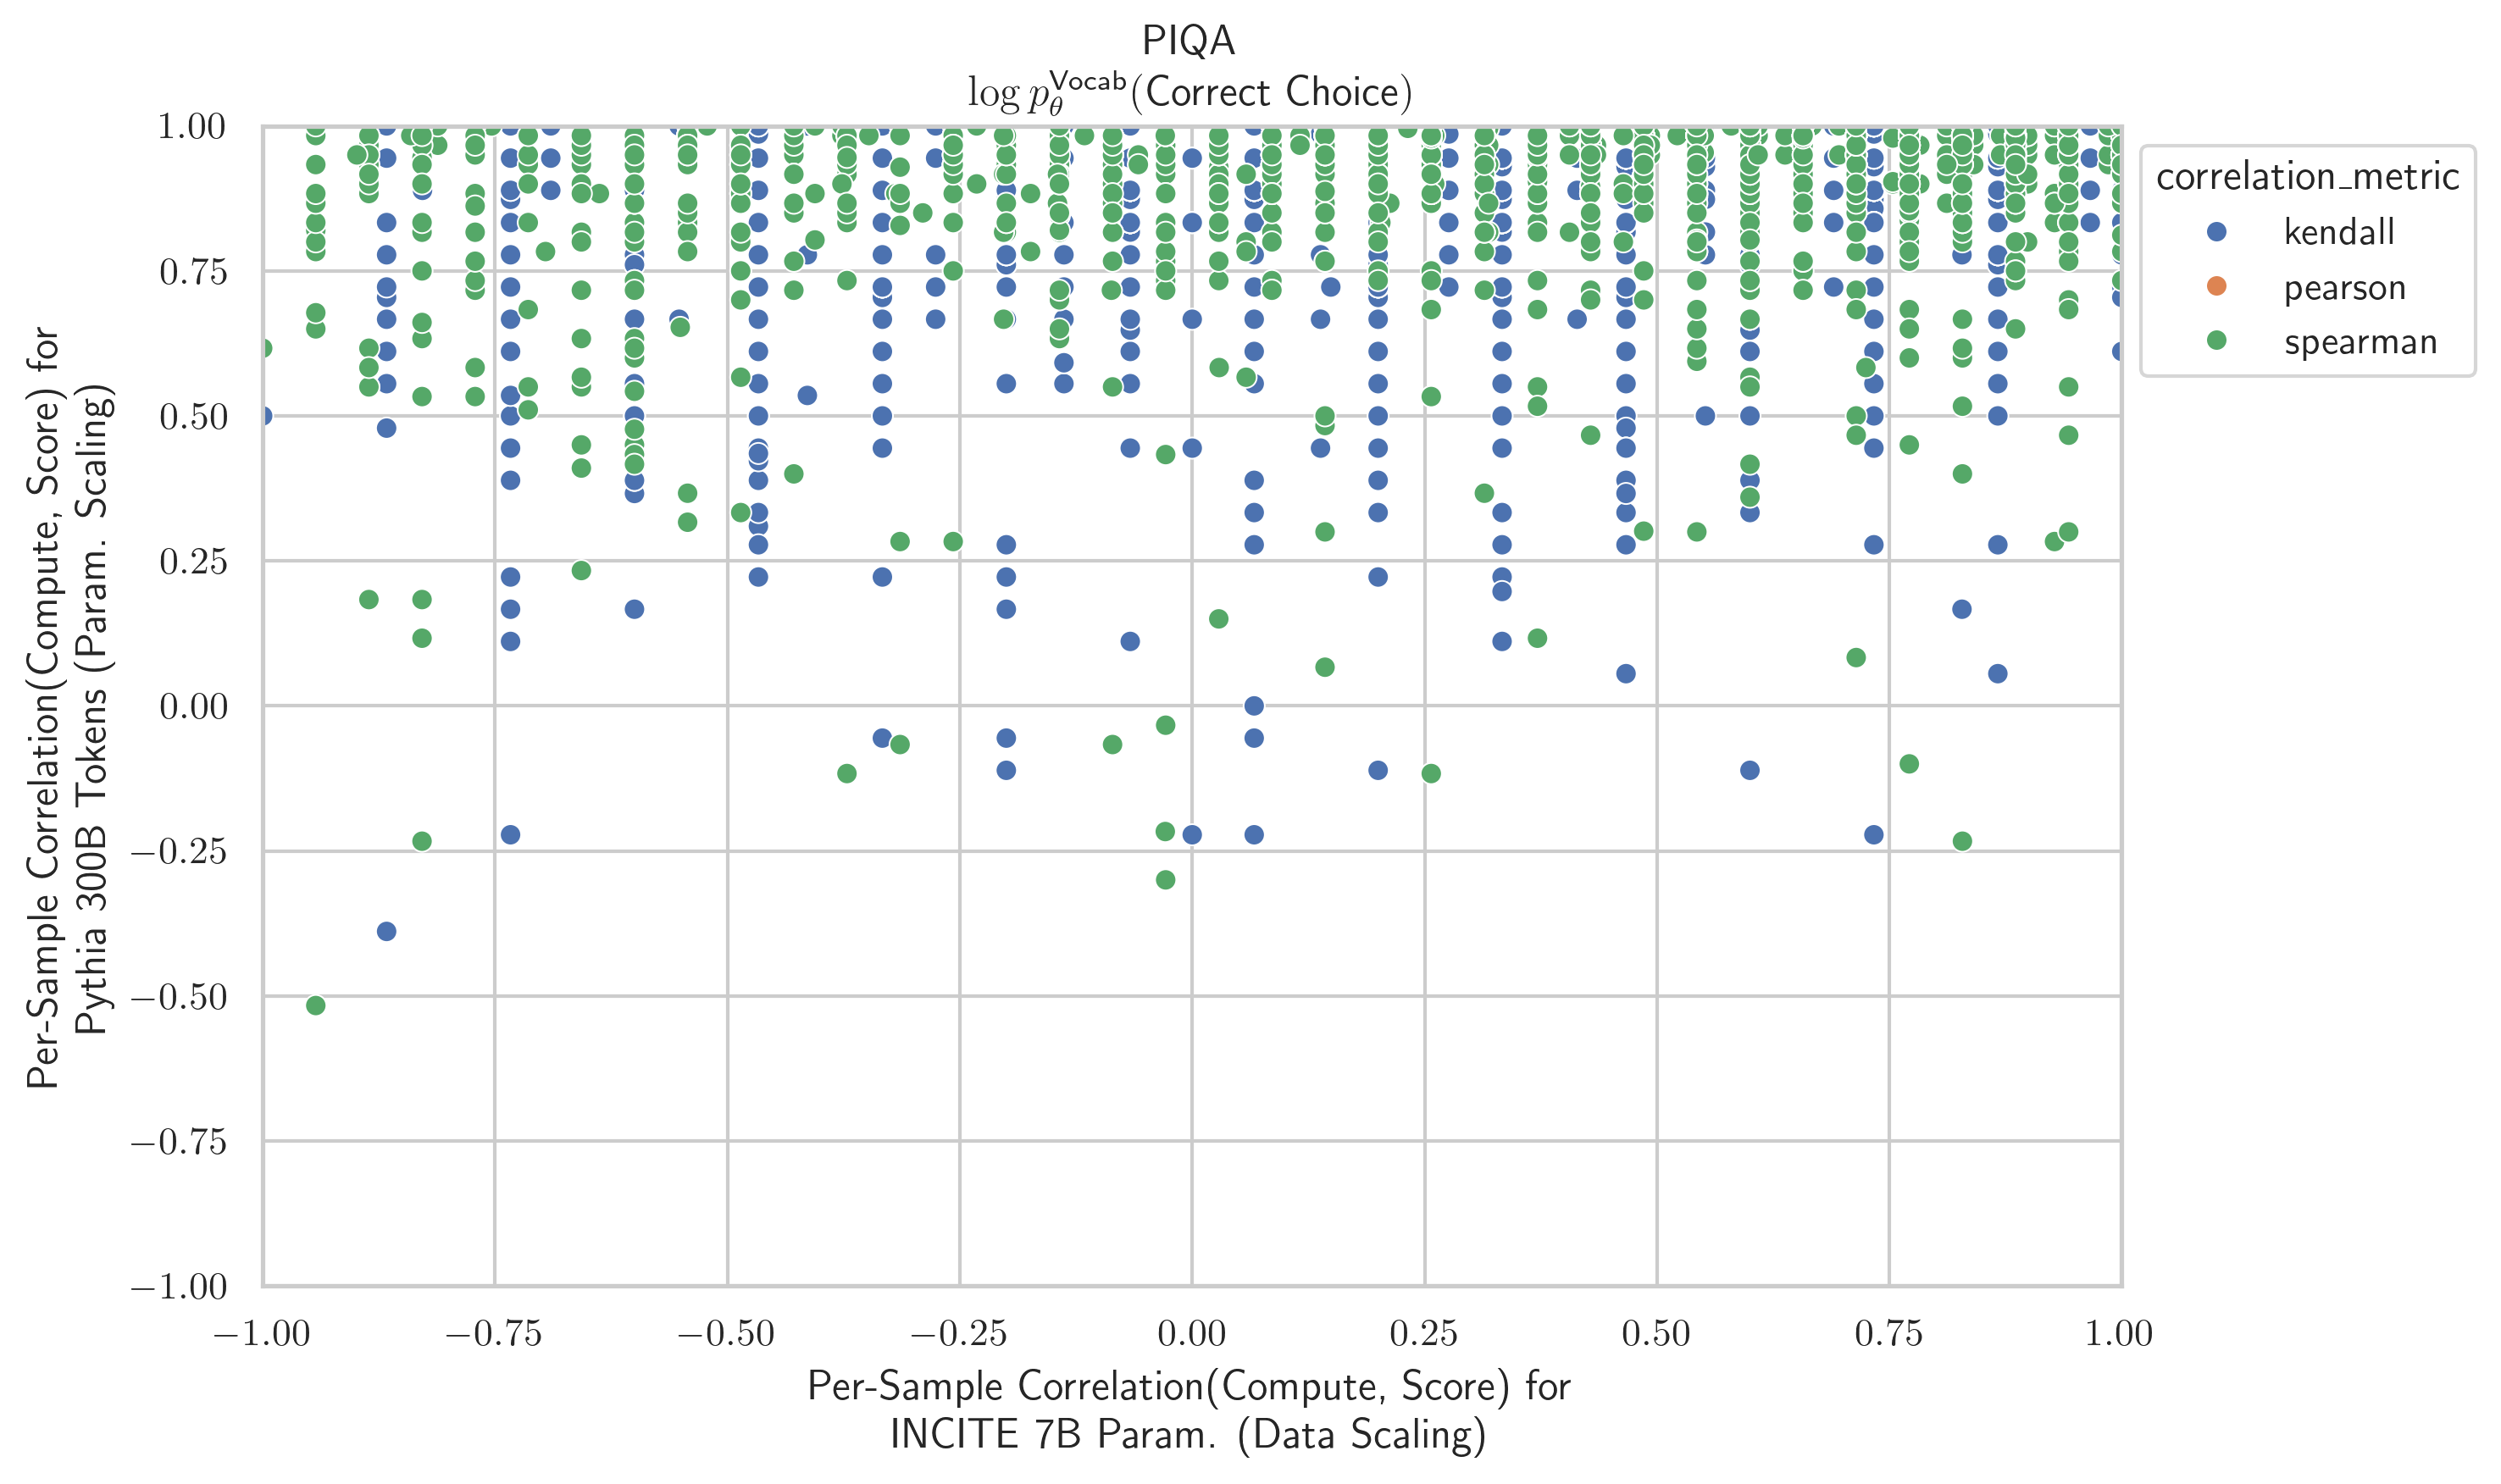 PIQA
log p_θ^Vocab(Correct Choice)
1.00
0.75
0.50
0.25
0.00
−0.25
−0.50
−0.75
−1.00
Per-Sample Correlation(Compute, Score) for
Pythia 300B Tokens (Param. Scaling)
−1.00 −0.75 −0.50 −0.25 0.00 0.25 0.50 0.75 1.00
Per-Sample Correlation(Compute, Score) for
INCITE 7B Param. (Data Scaling)
correlation_metric
kendall
pearson
spearman